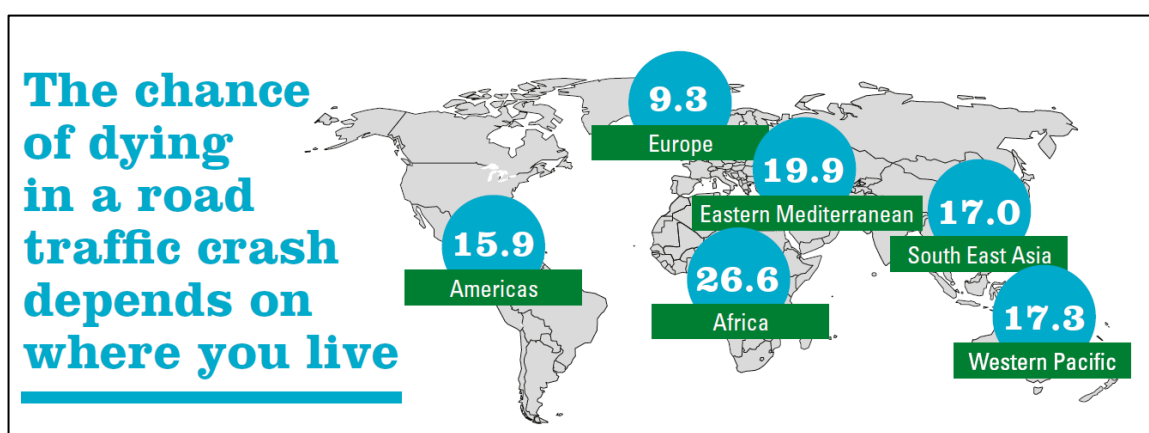 The chance
of dying
in a road
traffic crash
depends on
where you live
9.3
Europe
19.9
Eastern Mediterranean
17.0
South East Asia
15.9
Americas
26.6
Africa
17.3
Western Pacific